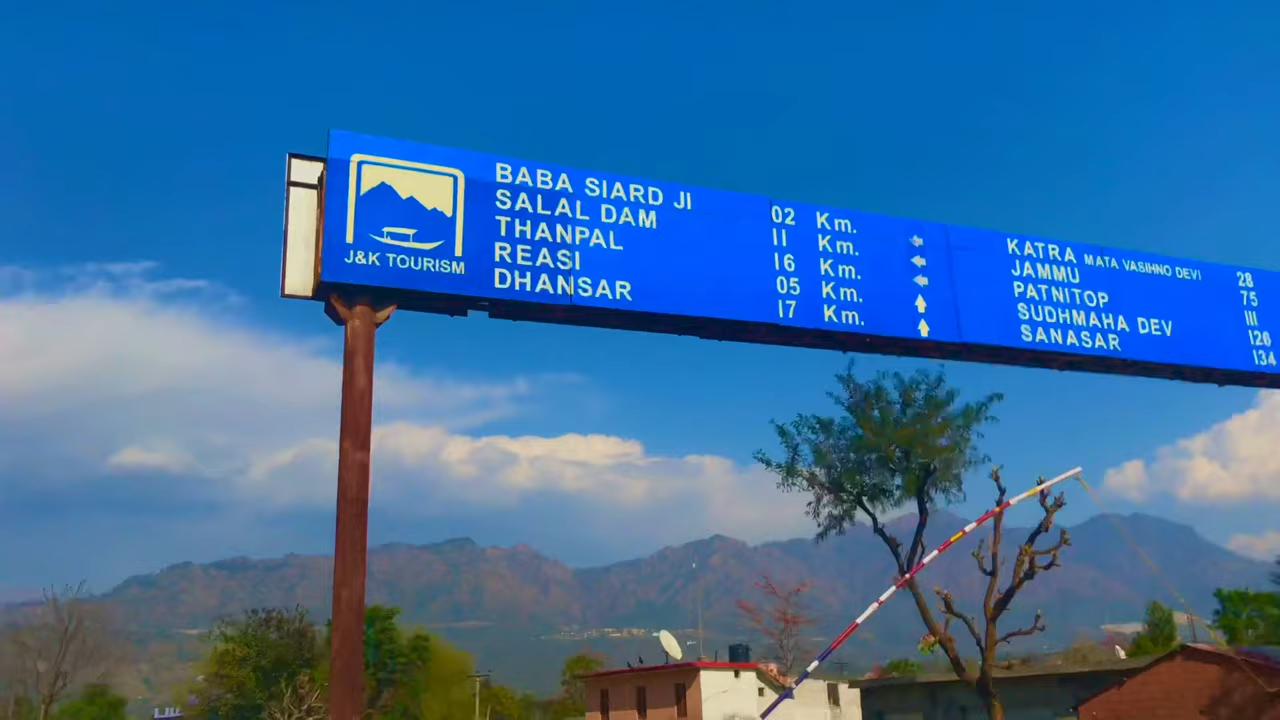 J&K TOURISM
BABA SIARD JI 02 Km.
SALAL DAM 11 Km.
THANPAL 16 Km.
REASI 05 Km.
DHANSAR 17 Km.
KATRA MATA VASIHNO DEVI 28
JAMMU 75
PATNITOP 111
SUDHMAHA DEV 126
SANASAR 134